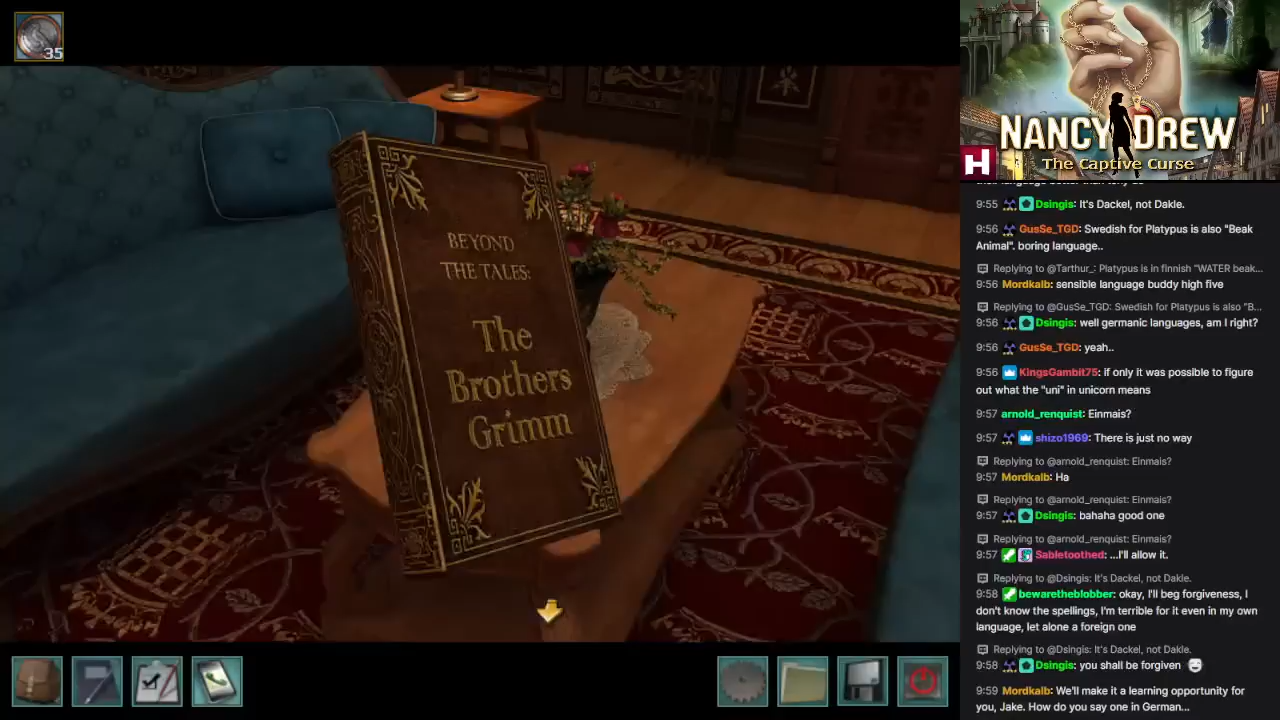 35
BEYOND
THE TALES:
The
Brothers
Grimm
NANCY DREW
The Captive Curse
H
9:55 Dsingis: It's Dackel, not Dakle.
9:56 GusSe_TGD: Swedish for Platypus is also "Beak
Animal". boring language..
Replying to @Tarthur_: Platypus is in finnish "WATER beak...
9:56 Mordkalb: sensible language buddy high five
Replying to @GusSe_TGD: Swedish for Platypus is also "B...
9:56 Dsingis: well germanic languages, am I right?
9:56 GusSe_TGD: yeah..
9:56 KingsGambit75: if only it was possible to figure
out what the "uni" in unicorn means
9:57 arnold_renquist: Einmais?
9:57 shizo1969: There is just no way
Replying to @arnold_renquist: Einmais?
9:57 Mordkalb: Ha
Replying to @arnold_renquist: Einmais?
9:57 Dsingis: bahaha good one
Replying to @arnold_renquist: Einmais?
9:57 Sabletoothed: ...I'll allow it.
Replying to @Dsingis: It's Dackel, not Dakle.
9:58 bewaretheblobber: okay, I'll beg forgiveness, I
don't know the spellings, I'm terrible for it even in my own
language, let alone a foreign one
Replying to @Dsingis: It's Dackel, not Dakle.
9:58 Dsingis: you shall be forgiven
9:59 Mordkalb: We'll make it a learning opportunity for
you, Jake. How do you say one in German...